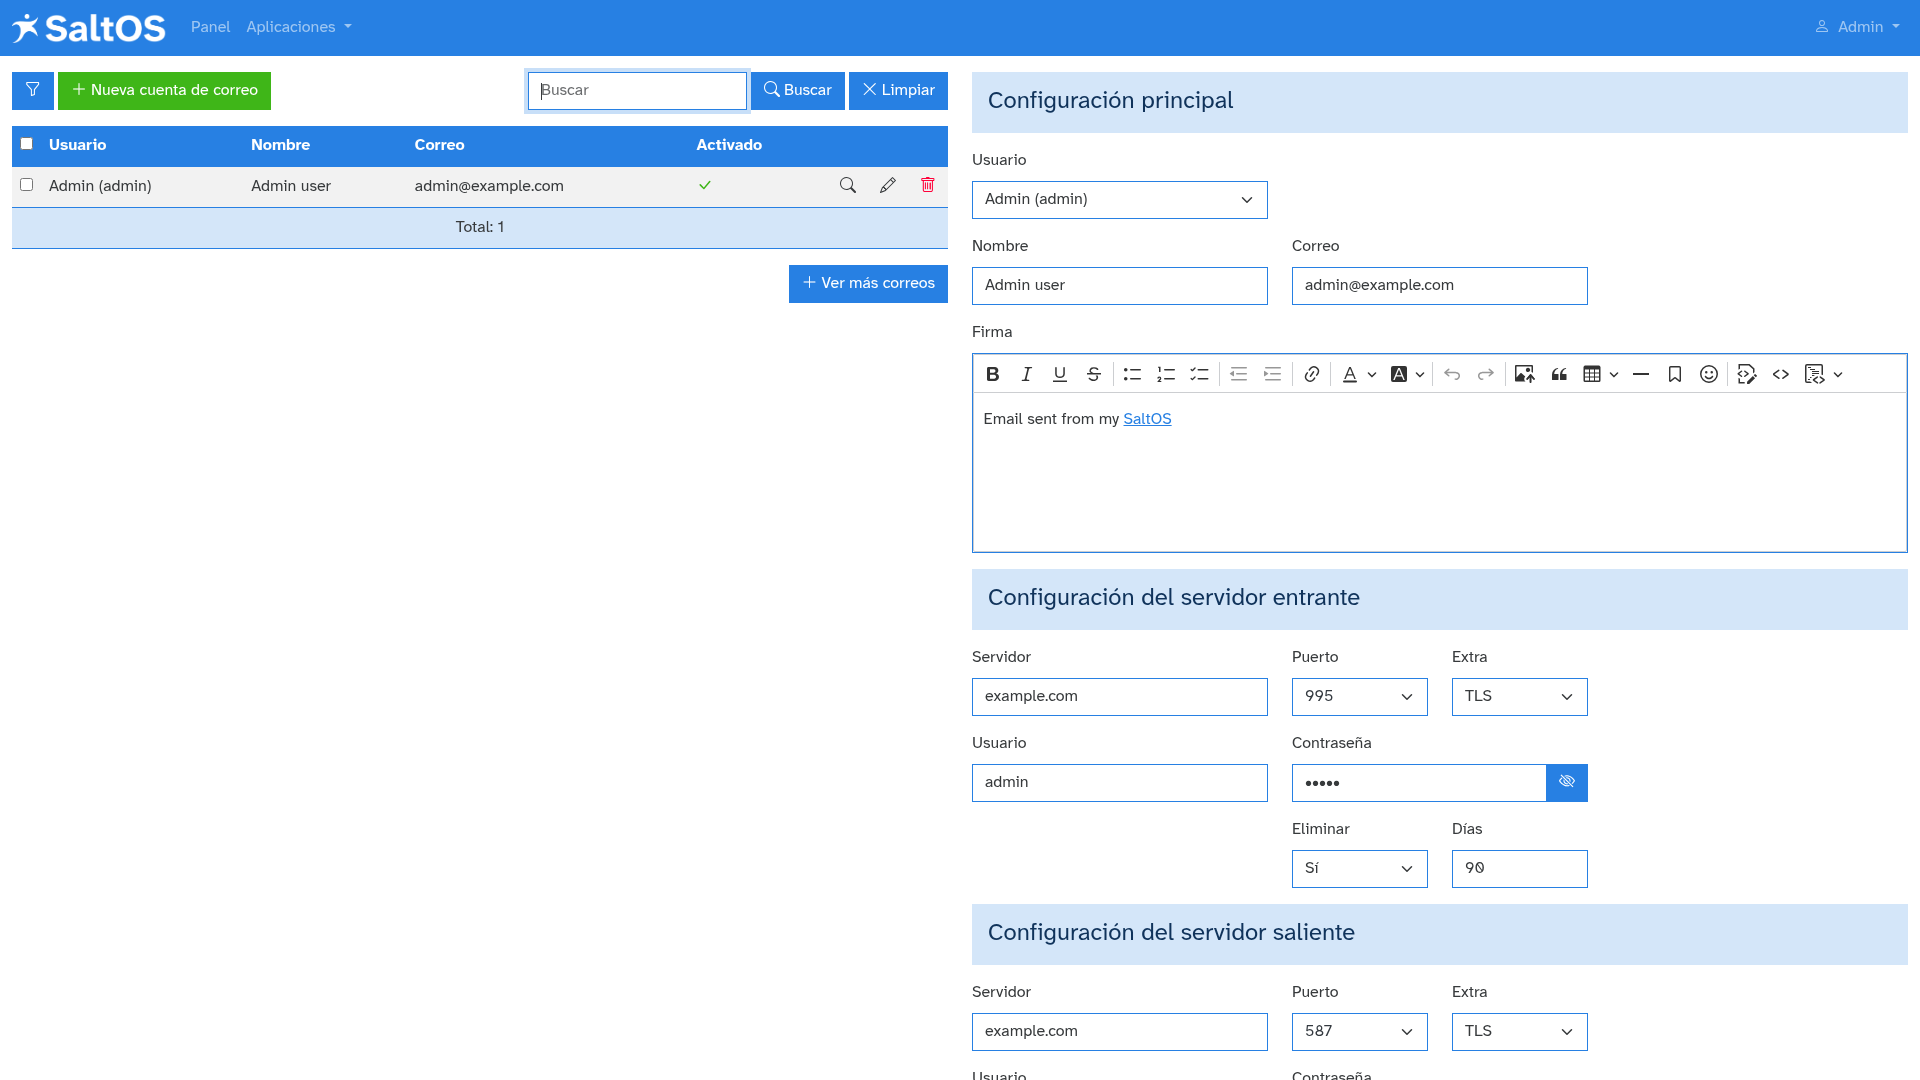 SaltOS Panel Aplicaciones Admin
Nueva cuenta de correo Buscar Buscar Limpiar
Usuario Nombre Correo Activado
Admin (admin) Admin user admin@example.com
Total: 1
Ver más correos
Configuración principal
Usuario
Admin (admin)
Nombre Correo
Admin user admin@example.com
Firma
Email sent from my SaltOS
Configuración del servidor entrante
Servidor Puerto Extra
example.com 995 TLS
Usuario Contraseña
admin •••••
Eliminar Días
Sí 90
Configuración del servidor saliente
Servidor Puerto Extra
example.com 587 TLS
Usuario Contraseña